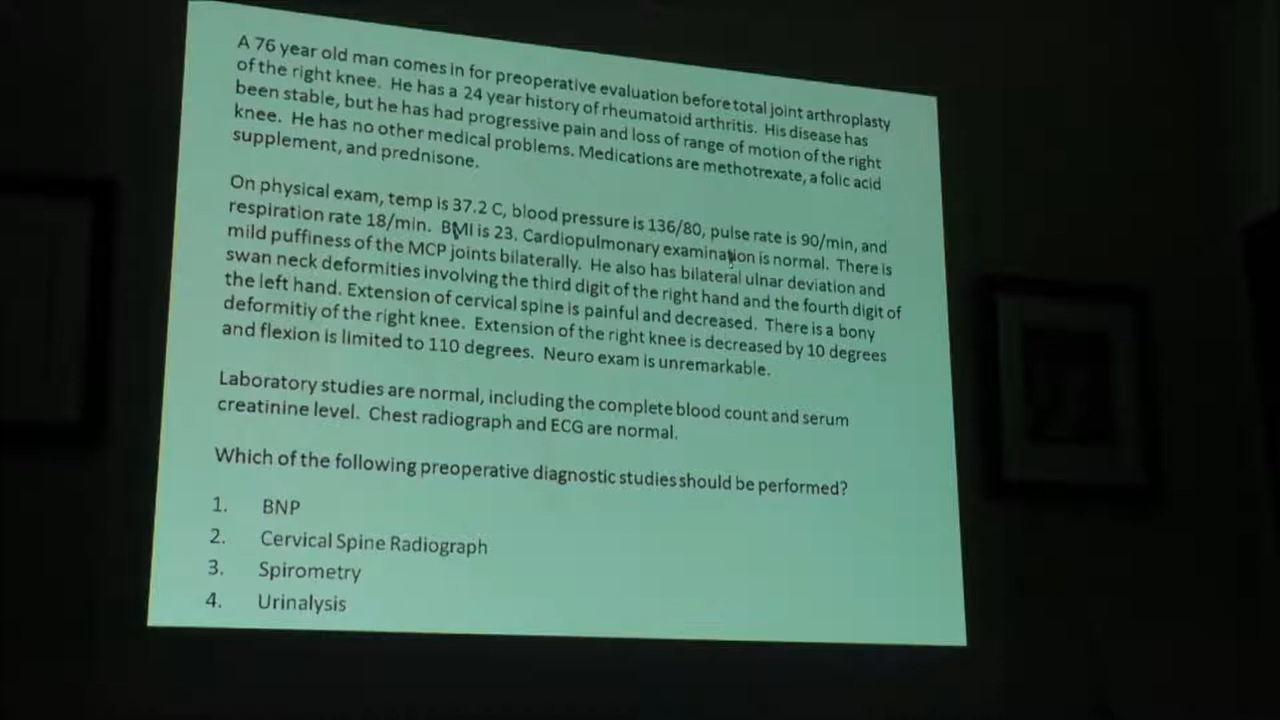 A 76 year old man comes in for preoperative evaluation before total joint arthroplasty
of the right knee. He has a 24 year history of rheumatoid arthritis. His disease has
been stable, but he has had progressive pain and loss of range of motion of the right
knee. He has no other medical problems. Medications are methotrexate, a folic acid
supplement, and prednisone.
On physical exam, temp is 37.2 C, blood pressure is 136/80, pulse rate is 90/min, and
respiration rate 18/min. BMI is 23. Cardiopulmonary examination is normal. There is
mild puffiness of the MCP joints bilaterally. He also has bilateral ulnar deviation and
swan neck deformities involving the third digit of the right hand and the fourth digit of
the left hand. Extension of cervical spine is painful and decreased. There is a bony
deformitiy of the right knee. Extension of the right knee is decreased by 10 degrees
and flexion is limited to 110 degrees. Neuro exam is unremarkable.
Laboratory studies are normal, including the complete blood count and serum
creatinine level. Chest radiograph and ECG are normal.
Which of the following preoperative diagnostic studies should be performed?
1. BNP
2. Cervical Spine Radiograph
3. Spirometry
4. Urinalysis